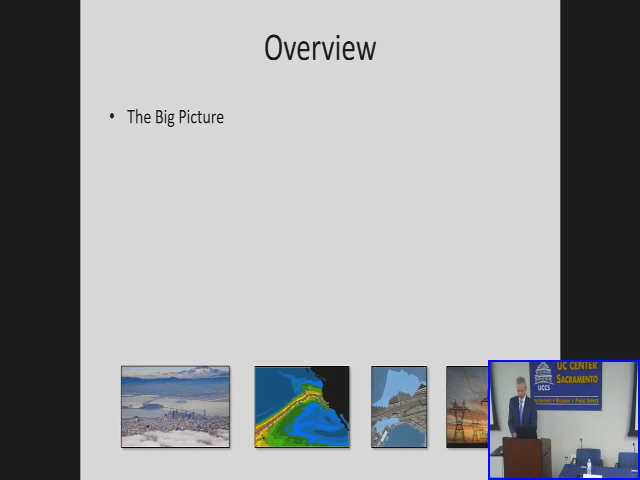 Overview
• The Big Picture
UC CENTER
SACRAMENTO
UCCS